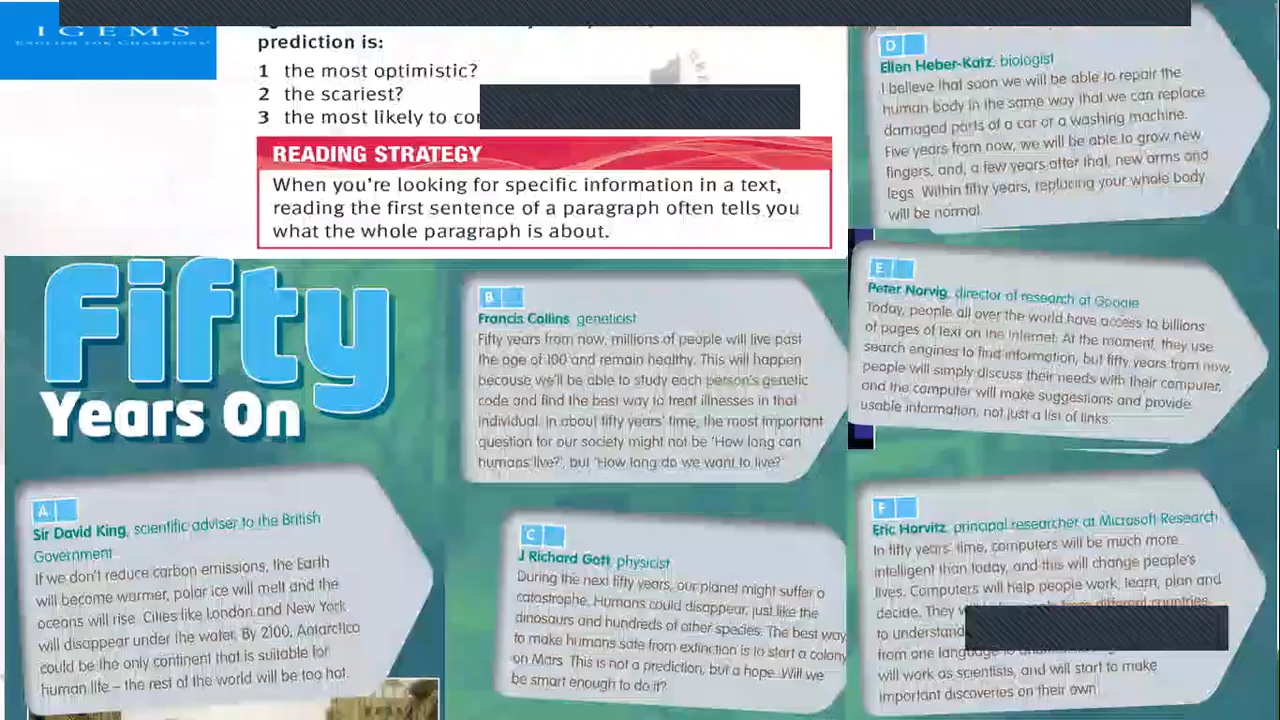 IGEMS
ENGLISH FOR CHAMPIONS!
prediction is:
1 the most optimistic?
2 the scariest?
3 the most likely to
READING STRATEGY
When you're looking for specific information in a text,
reading the first sentence of a paragraph often tells you
what the whole paragraph is about.
Fifty
Years On
A
Sir David King, scientific adviser to the British
Government
If we don't reduce carbon emissions, the Earth
will become warmer, polar ice will melt and the
oceans will rise. Cities like London and New York
will disappear under the water. By 2100, Antarctica
could be the only continent that is suitable for
human life – the rest of the world will be too hot.
B
Francis Collins geneticist
Fifty years from now, millions of people will live past
the age of 100 and remain healthy. This will happen
because we'll be able to study each person's genetic
code and find the best way to treat illnesses in that
individual. In about fifty years' time, the most important
question for our society might not be 'How long can
humans live?', but 'How long do we want to live?'
C
J Richard Gott, physicist
During the next fifty years, our planet might suffer a
catastrophe. Humans could disappear, just like the
dinosaurs and hundreds of other species. The best way
to make humans safe from extinction is to start a colony
on Mars. This is not a prediction, but a hope. Will we
be smart enough to do it?
D
Ellen Heber-Katz, biologist
I believe that soon we will be able to repair the
human body in the same way that we can replace
damaged parts of a car or a washing machine.
Five years from now, we will be able to grow new
fingers, and, a few years after that, new arms and
legs. Within fifty years, replacing your whole body
will be normal.
E
Peter Norvig, director of research at Google
Today, people all over the world have access to billions
of pages of text on the Internet. At the moment, they use
search engines to find information, but fifty years from now,
people will simply discuss their needs with their computer,
and the computer will make suggestions and provide
usable information, not just a list of links.
F
Eric Horvitz, principal researcher at Microsoft Research
In fifty years' time, computers will be much more
intelligent than today, and this will change people's
lives. Computers will help people work, learn, plan and
decide. They from different countries
to understand
from one language to
will work as scientists, and will start to make
important discoveries on their own.